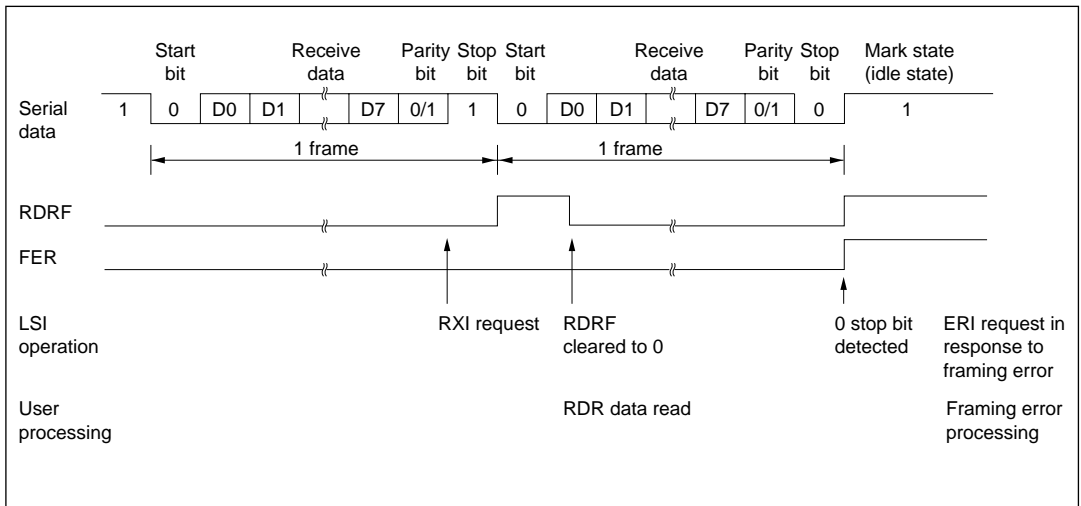 Start bit
Receive data
Parity bit
Stop bit
Start bit
Receive data
Parity bit
Stop bit
Mark state (idle state)
Serial data
1 0 D0 D1 D7 0/1 1 0 D0 D1 D7 0/1 0 1
1 frame 1 frame
RDRF
FER
LSI operation
RXI request
RDRF cleared to 0
0 stop bit detected
ERI request in response to framing error
User processing
RDR data read
Framing error processing